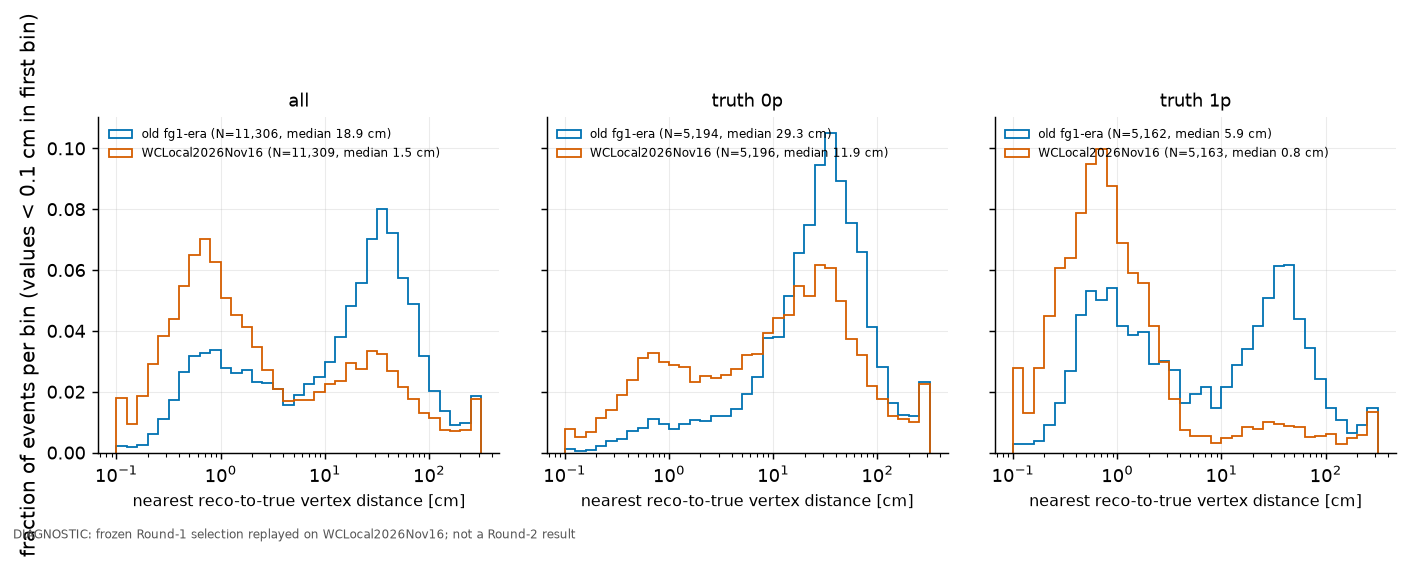 fraction of events per bin (values < 0.1 cm in first bin)
all
old fg1-era (N=11,306, median 18.9 cm)
WCLocal2026Nov16 (N=11,309, median 1.5 cm)
0.10
0.08
0.06
0.04
0.02
0.00
10⁻¹ 10⁰ 10¹ 10²
nearest reco-to-true vertex distance [cm]
truth 0p
old fg1-era (N=5,194, median 29.3 cm)
WCLocal2026Nov16 (N=5,196, median 11.9 cm)
10⁻¹ 10⁰ 10¹ 10²
nearest reco-to-true vertex distance [cm]
truth 1p
old fg1-era (N=5,162, median 5.9 cm)
WCLocal2026Nov16 (N=5,163, median 0.8 cm)
10⁻¹ 10⁰ 10¹ 10²
nearest reco-to-true vertex distance [cm]
DIAGNOSTIC: frozen Round-1 selection replayed on WCLocal2026Nov16; not a Round-2 result